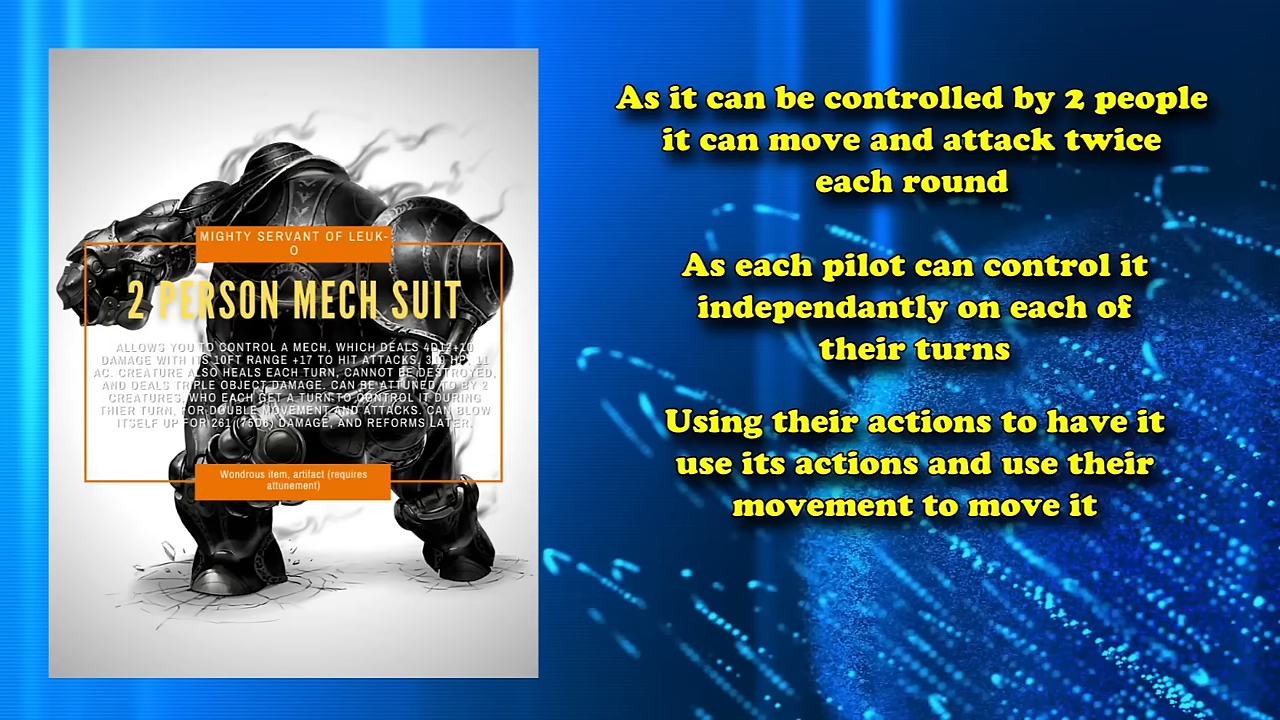 MIGHTY SERVANT OF LEUK-
O
2 PERSON MECH SUIT
ALLOWS YOU TO CONTROL A MECH, WHICH DEALS 4D12+10
DAMAGE WITH ITS 10FT RANGE +17 TO HIT ATTACKS, HP, 11
AC. CREATURE ALSO HEALS EACH TURN, CANNOT BE DESTROYED,
AND DEALS TRIPLE OBJECT DAMAGE. CAN BE ATTUNED TO BY 2
CREATURES, WHO EACH GET A TURN TO CONTROL IT DURING
THIER TURN, FOR DOUBLE MOVEMENT AND ATTACKS. CAN BLOW
ITSELF UP FOR 261 (76D6) DAMAGE, AND REFORMS LATER.
Wondrous item, artifact (requires
attunement)
As it can be controlled by 2 people
it can move and attack twice
each round
As each pilot can control it
independantly on each of
their turns
Using their actions to have it
use its actions and use their
movement to move it